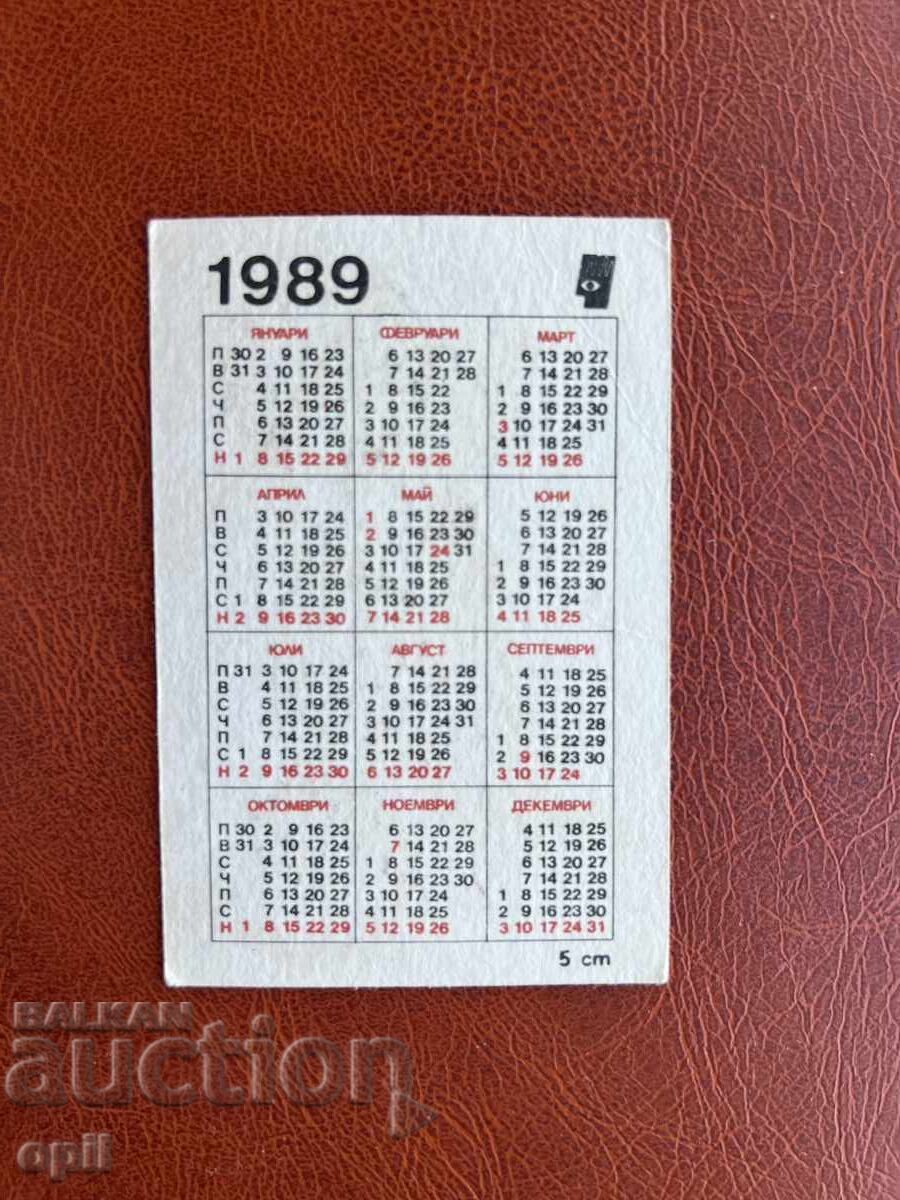 1989
ЯНУАРИ ФЕВРУАРИ МАРТ
П 30 2 9 16 23 6 13 20 27 6 13 20 27
В 31 3 10 17 24 7 14 21 28 7 14 21 28
С 4 11 18 25 1 8 15 22 1 8 15 22 29
Ч 5 12 19 26 2 9 16 23 2 9 16 23 30
П 6 13 20 27 3 10 17 24 3 10 17 24 31
С 7 14 21 28 4 11 18 25 4 11 18 25
Н 1 8 15 22 29 5 12 19 26 5 12 19 26
АПРИЛ МАЙ ЮНИ
П 3 10 17 24 1 8 15 22 29 5 12 19 26
В 4 11 18 25 2 9 16 23 30 6 13 20 27
С 5 12 19 26 3 10 17 24 31 7 14 21 28
Ч 6 13 20 27 4 11 18 25 1 8 15 22 29
П 7 14 21 28 5 12 19 26 2 9 16 23 30
С 1 8 15 22 29 6 13 20 27 3 10 17 24
Н 2 9 16 23 30 7 14 21 28 4 11 18 25
ЮЛИ АВГУСТ СЕПТЕМВРИ
П 31 3 10 17 24 7 14 21 28 4 11 18 25
В 4 11 18 25 1 8 15 22 29 5 12 19 26
С 5 12 19 26 2 9 16 23 30 6 13 20 27
Ч 6 13 20 27 3 10 17 24 31 7 14 21 28
П 7 14 21 28 4 11 18 25 1 8 15 22 29
С 1 8 15 22 29 5 12 19 26 2 9 16 23 30
Н 2 9 16 23 30 6 13 20 27 3 10 17 24
ОКТОМВРИ НОЕМВРИ ДЕКЕМВРИ
П 30 2 9 16 23 6 13 20 27 4 11 18 25
В 31 3 10 17 24 7 14 21 28 5 12 19 26
С 4 11 18 25 1 8 15 22 29 6 13 20 27
Ч 5 12 19 26 2 9 16 23 30 7 14 21 28
П 6 13 20 27 3 10 17 24 1 8 15 22 29
С 7 14 21 28 4 11 18 25 2 9 16 23 30
Н 1 8 15 22 29 5 12 19 26 3 10 17 24 31
5 cm
BALKAN
auction
opil